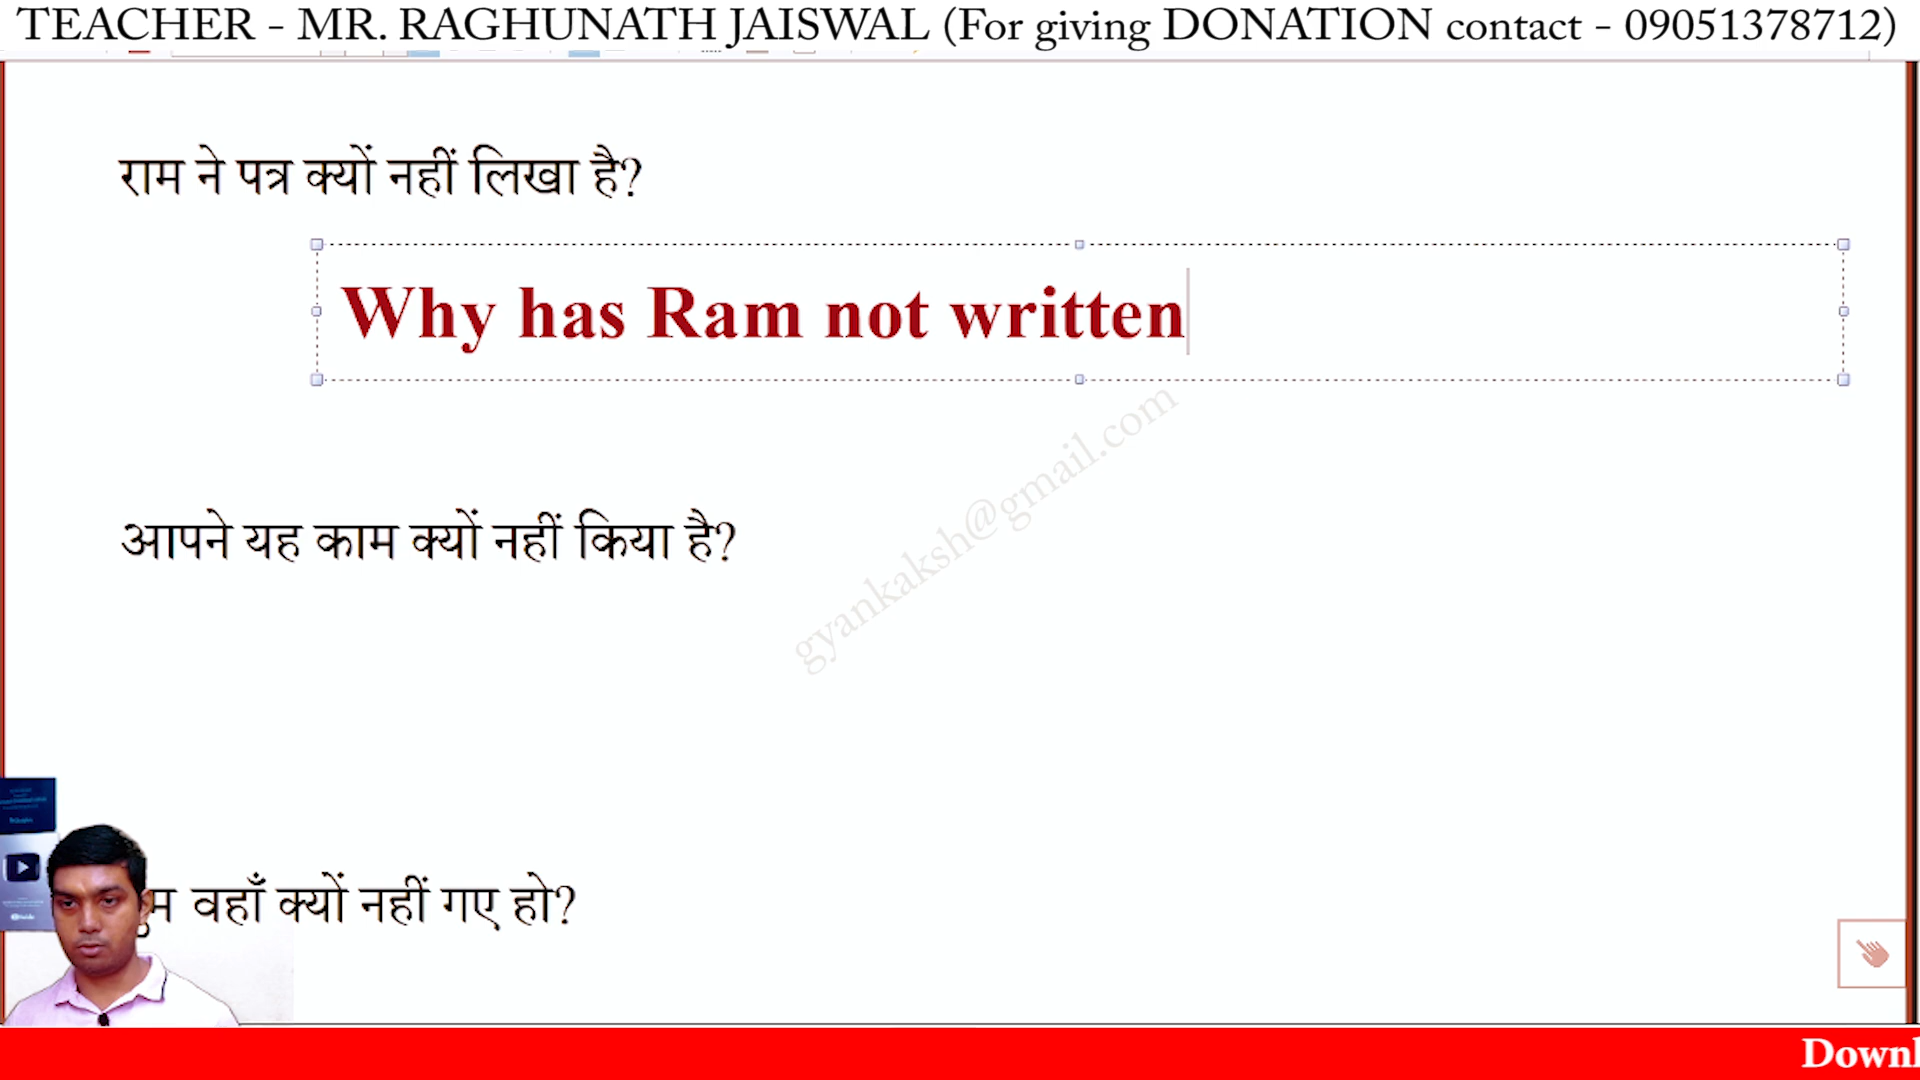 TEACHER - MR. RAGHUNATH JAISWAL (For giving DONATION contact - 09051378712)
राम ने पत्र क्यों नहीं लिखा है?
Why has Ram not written
gyankaksh@gmail.com
आपने यह काम क्यों नहीं किया है?
वहाँ क्यों नहीं गए हो?